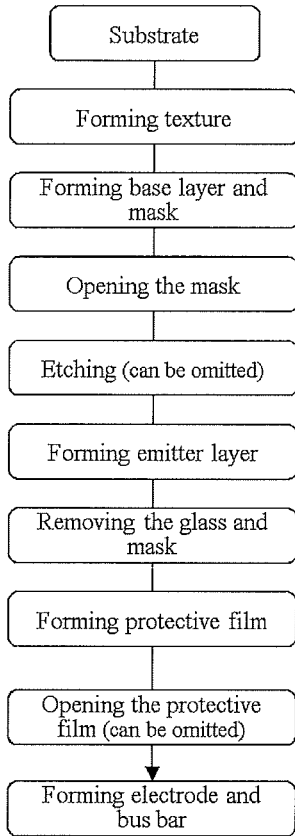 Substrate
Forming texture
Forming base layer and
mask
Opening the mask
Etching (can be omitted)
Forming emitter layer
Removing the glass and
mask
Forming protective film
Opening the protective
film (can be omitted)
Forming electrode and
bus bar